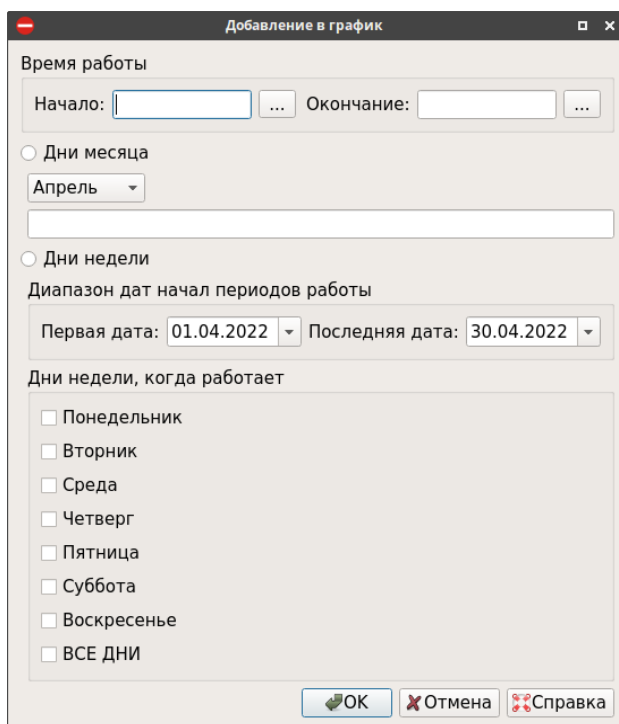 Добавление в график
Время работы
Начало: ... Окончание: ...
Дни месяца
Апрель
Дни недели
Диапазон дат начал периодов работы
Первая дата: 01.04.2022 Последняя дата: 30.04.2022
Дни недели, когда работает
Понедельник
Вторник
Среда
Четверг
Пятница
Суббота
Воскресенье
ВСЕ ДНИ
OK Отмена Справка